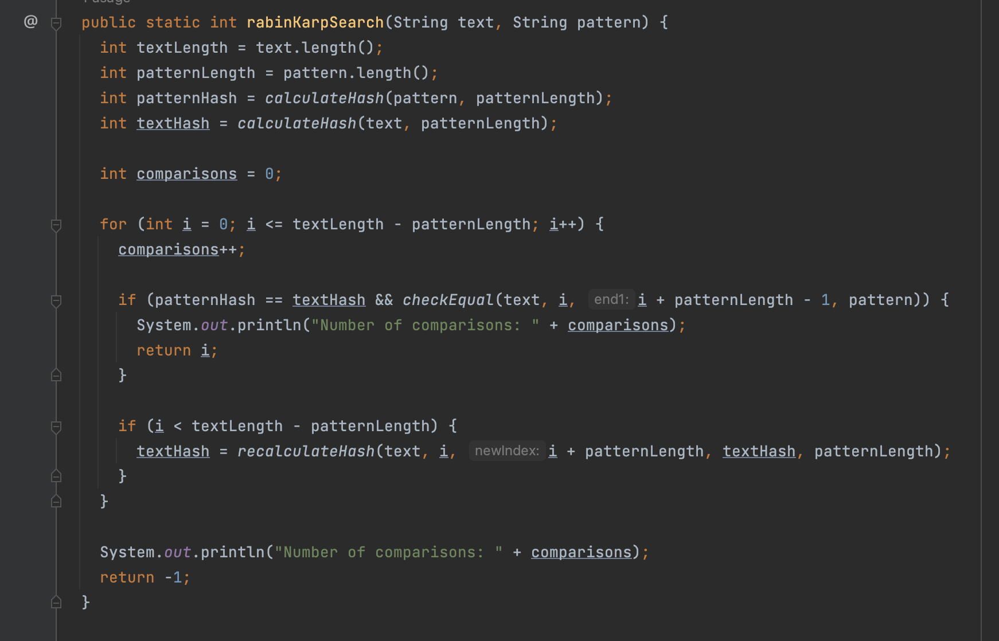 @ public static int rabinKarpSearch(String text, String pattern) {
int textLength = text.length();
int patternLength = pattern.length();
int patternHash = calculateHash(pattern, patternLength);
int textHash = calculateHash(text, patternLength);
int comparisons = 0;
for (int i = 0; i <= textLength - patternLength; i++) {
comparisons++;
if (patternHash == textHash && checkEqual(text, i, end1: i + patternLength - 1, pattern)) {
System.out.println("Number of comparisons: " + comparisons);
return i;
}
if (i < textLength - patternLength) {
textHash = recalculateHash(text, i, newIndex: i + patternLength, textHash, patternLength);
}
}
System.out.println("Number of comparisons: " + comparisons);
return -1;
}